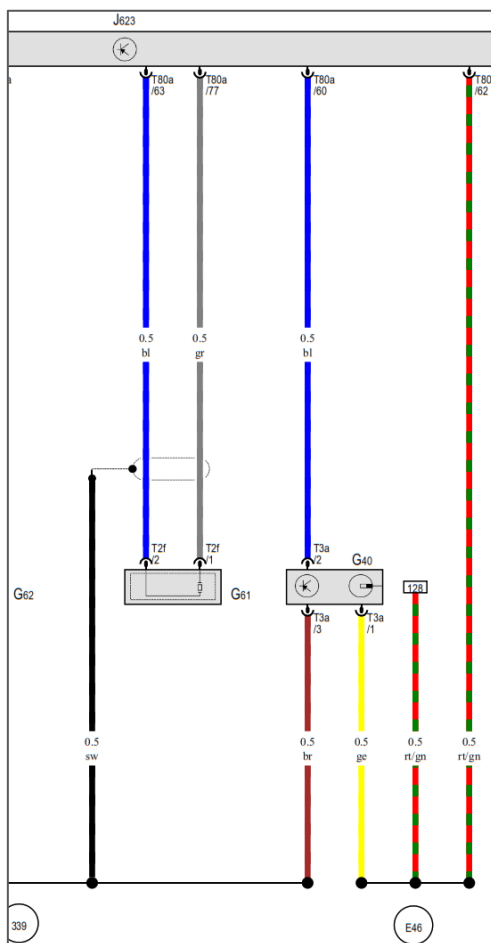 J623
T80a
/63
T80a
/77
T80a
/60
T80
/62
0.5
bl
0.5
gr
0.5
bl
T2f
/2
T2f
/1
T3a
/2
G40
G62
G61
128
T3a
/3
T3a
/1
0.5
sw
0.5
br
0.5
ge
0.5
rt/gn
0.5
rt/gn
339
E46